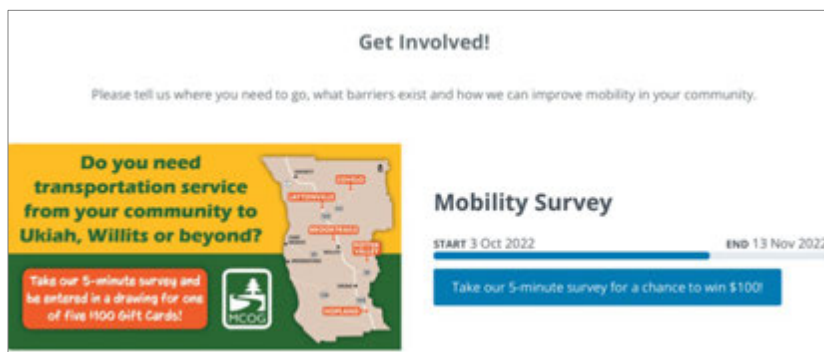 Get Involved!
Please tell us where you need to go, what barriers exist and how we can improve mobility in your community.
Do you need
transportation service
from your community to
Ukiah, Willits or beyond?
Take our 5-minute survey and
be entered in a drawing for one
of five $100 Gift Cards!
MCOG
COVELO
LAYTONVILLE
BROOKTRAILS
POTTER
VALLEY
HOPLAND
Mobility Survey
START 3 Oct 2022
END 13 Nov 2022
Take our 5-minute survey for a chance to win $100!